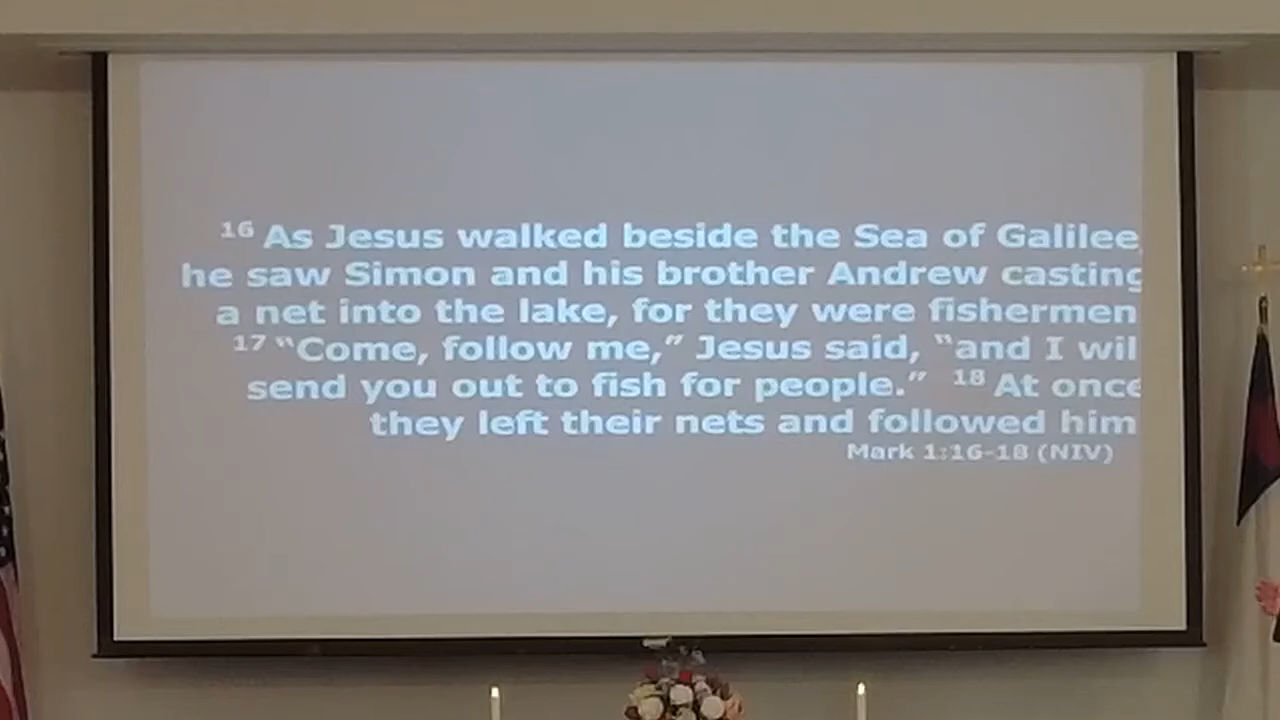 16 As Jesus walked beside the Sea of Galilee,
he saw Simon and his brother Andrew casting
a net into the lake, for they were fishermen
17 “Come, follow me,” Jesus said, “and I wil
send you out to fish for people.” 18 At once
they left their nets and followed him
Mark 1:16-18 (NIV)